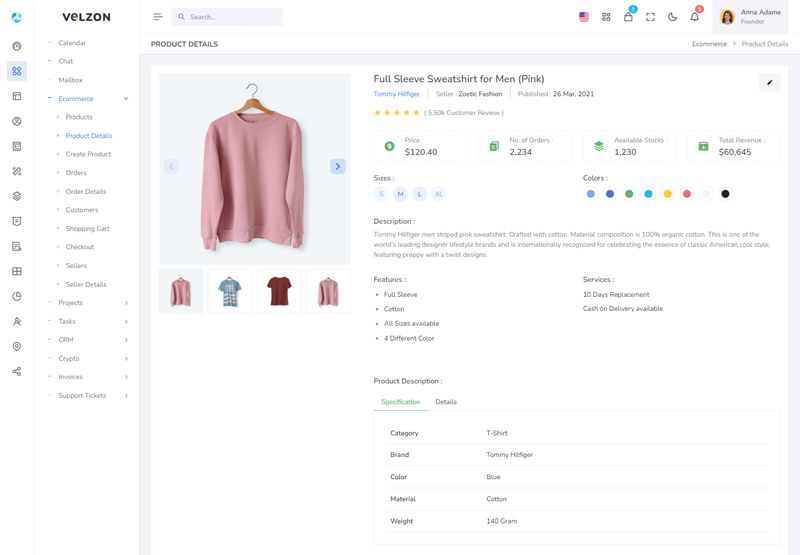 VELZON
Search...
7
3
Anna Adame
Founder
Calendar
Chat
Mailbox
Ecommerce
Products
Product Details
Create Product
Orders
Order Details
Customers
Shopping Cart
Checkout
Sellers
Seller Details
Projects
Tasks
CRM
Crypto
Invoices
Support Tickets
PRODUCT DETAILS
Ecommerce > Product Details
Full Sleeve Sweatshirt for Men (Pink)
Tommy Hilfiger Seller : Zoetic Fashion Published : 26 Mar, 2021
( 5.50k Customer Review )
Price :
$120.40
No. of Orders :
2,234
Available Stocks :
1,230
Total Revenue :
$60,645
Sizes :
S M L XL
Colors :
Description :
Tommy Hilfiger men striped pink sweatshirt. Crafted with cotton. Material composition is 100% organic cotton. This is one of the
world's leading designer lifestyle brands and is internationally recognized for celebrating the essence of classic American cool style,
featuring preppy with a twist designs.
Features :
Full Sleeve
Cotton
All Sizes available
4 Different Color
Services :
10 Days Replacement
Cash on Delivery available
Product Description :
Specification Details
Category T-Shirt
Brand Tommy Hilfiger
Color Blue
Material Cotton
Weight 140 Gram